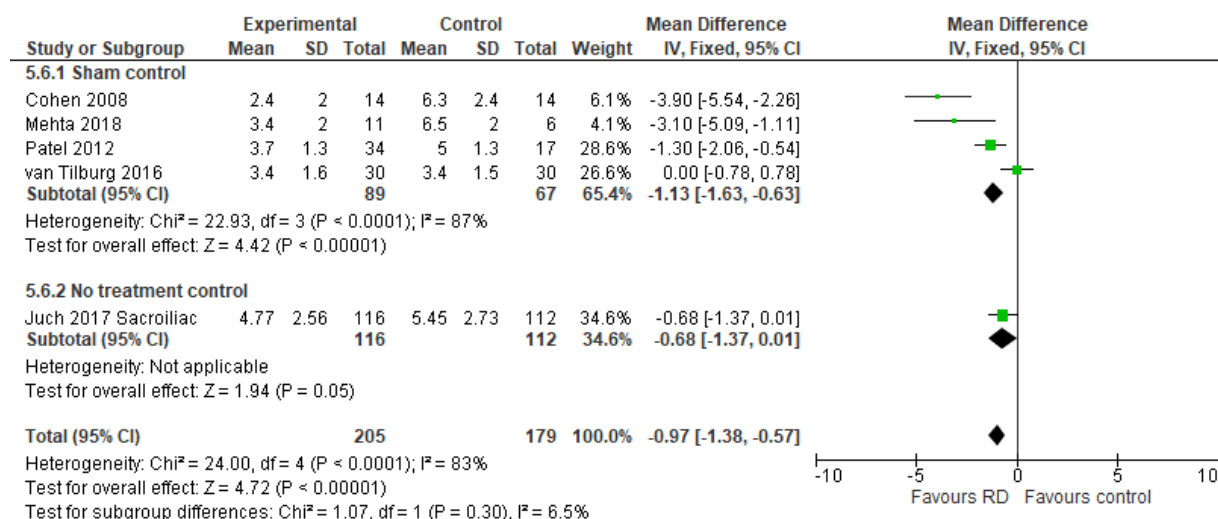 Experimental Control Mean Difference Mean Difference
Study or Subgroup Mean SD Total Mean SD Total Weight IV, Fixed, 95% CI IV, Fixed, 95% CI
5.6.1 Sham control
Cohen 2008 2.4 2 14 6.3 2.4 14 6.1% -3.90 [-5.54, -2.26]
Mehta 2018 3.4 2 11 6.5 2 6 4.1% -3.10 [-5.09, -1.11]
Patel 2012 3.7 1.3 34 5 1.3 17 28.6% -1.30 [-2.06, -0.54]
van Tilburg 2016 3.4 1.6 30 3.4 1.5 30 26.6% 0.00 [-0.78, 0.78]
Subtotal (95% CI) 89 67 65.4% -1.13 [-1.63, -0.63]
Heterogeneity: Chi² = 22.93, df = 3 (P < 0.0001); I² = 87%
Test for overall effect: Z = 4.42 (P < 0.00001)
5.6.2 No treatment control
Juch 2017 Sacroiliac 4.77 2.56 116 5.45 2.73 112 34.6% -0.68 [-1.37, 0.01]
Subtotal (95% CI) 116 112 34.6% -0.68 [-1.37, 0.01]
Heterogeneity: Not applicable
Test for overall effect: Z = 1.94 (P = 0.05)
Total (95% CI) 205 179 100.0% -0.97 [-1.38, -0.57]
Heterogeneity: Chi² = 24.00, df = 4 (P < 0.0001); I² = 83%
Test for overall effect: Z = 4.72 (P < 0.00001)
Test for subgroup differences: Chi² = 1.07, df = 1 (P = 0.30), I² = 6.5%
-10 -5 0 5 10
Favours RD Favours control